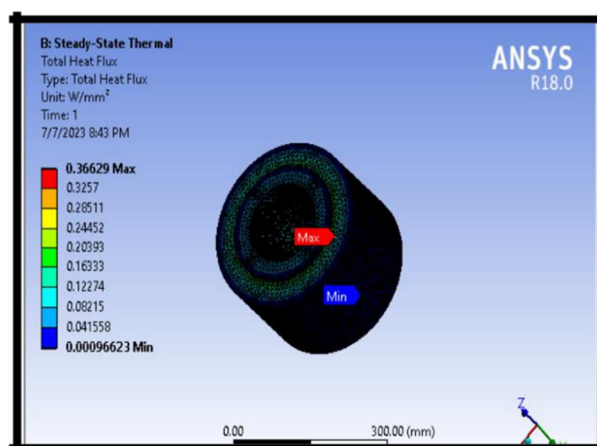 B: Steady-State Thermal
Total Heat Flux
Type: Total Heat Flux
Unit: W/mm²
Time: 1
7/7/2023 8:43 PM
ANSYS
R18.0
0.36629 Max
0.3257
0.28511
0.24452
0.20393
0.16333
0.12274
0.08215
0.041558
0.00096623 Min
Max
Min
0.00
300.00 (mm)
Z